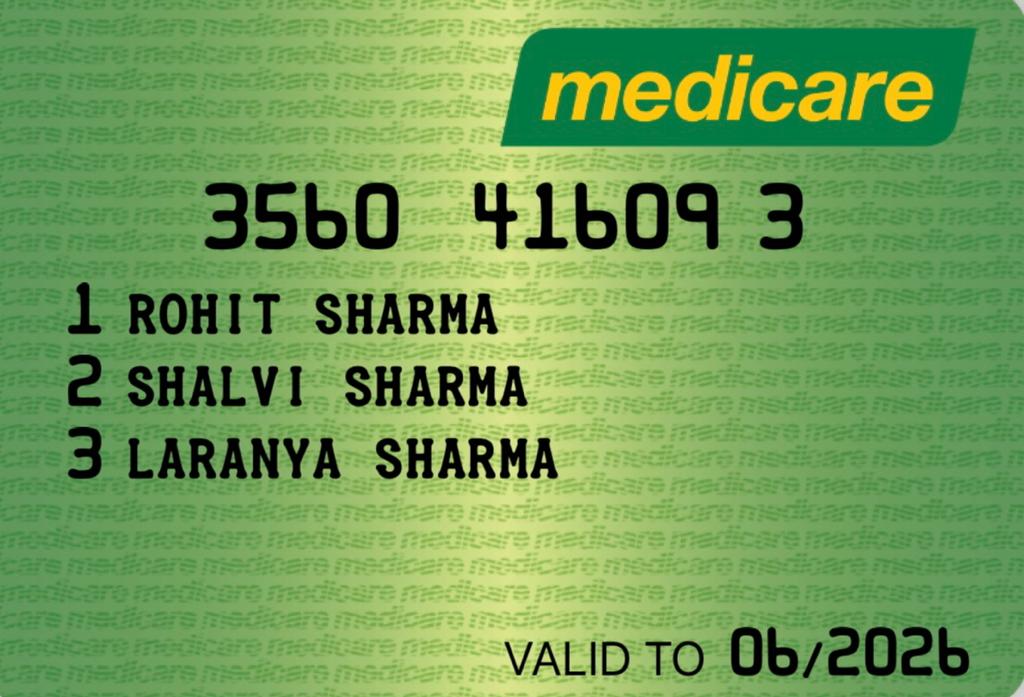 medicare
3560 41609 3
1 ROHIT SHARMA
2 SHALVI SHARMA
3 LARANYA SHARMA
VALID TO 06/2026